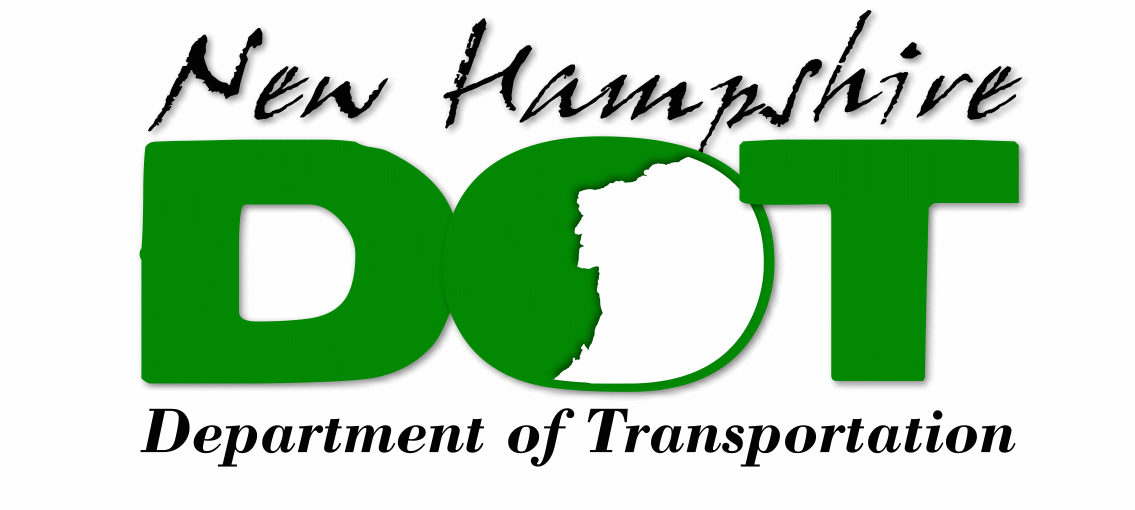 New Hampshire
DOT
Department of Transportation